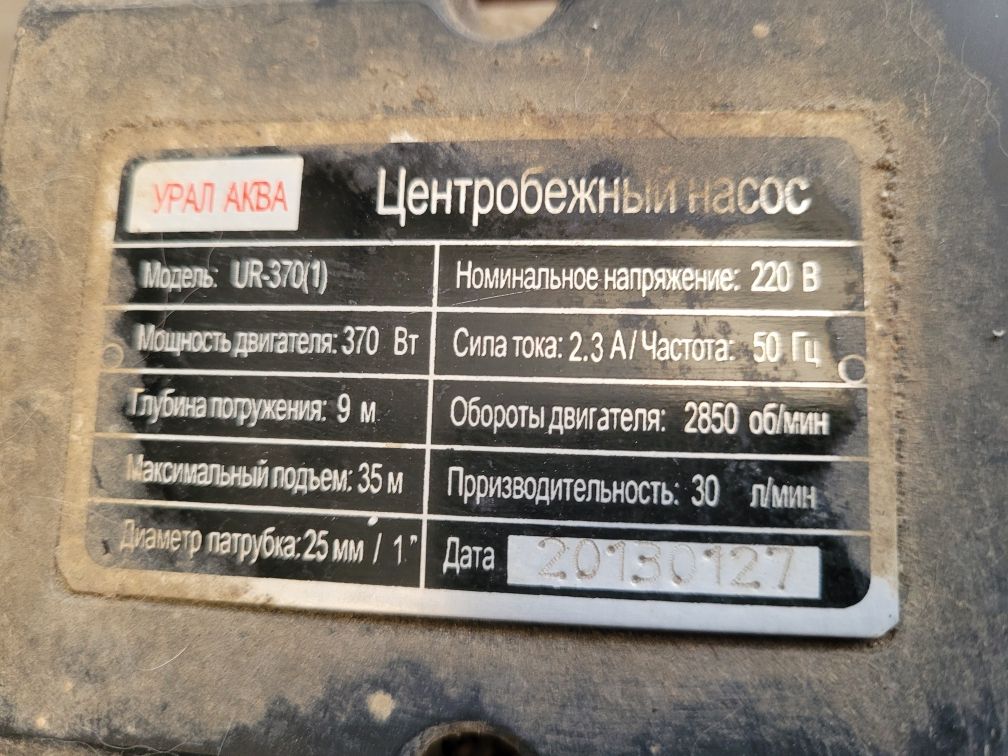 УРАЛ АКВА
Центробежный насос
Модель: UR-370(1)
Номинальное напряжение: 220 В
Мощность двигателя: 370 Вт
Сила тока: 2.3 А/Частота: 50 Гц
Глубина погружения: 9 м
Обороты двигателя: 2850 об/мин
Максимальный подъем: 35 м
Прризводительность: 30 л/мин
Диаметр патрубка: 25 мм / 1"
Дата 20130127